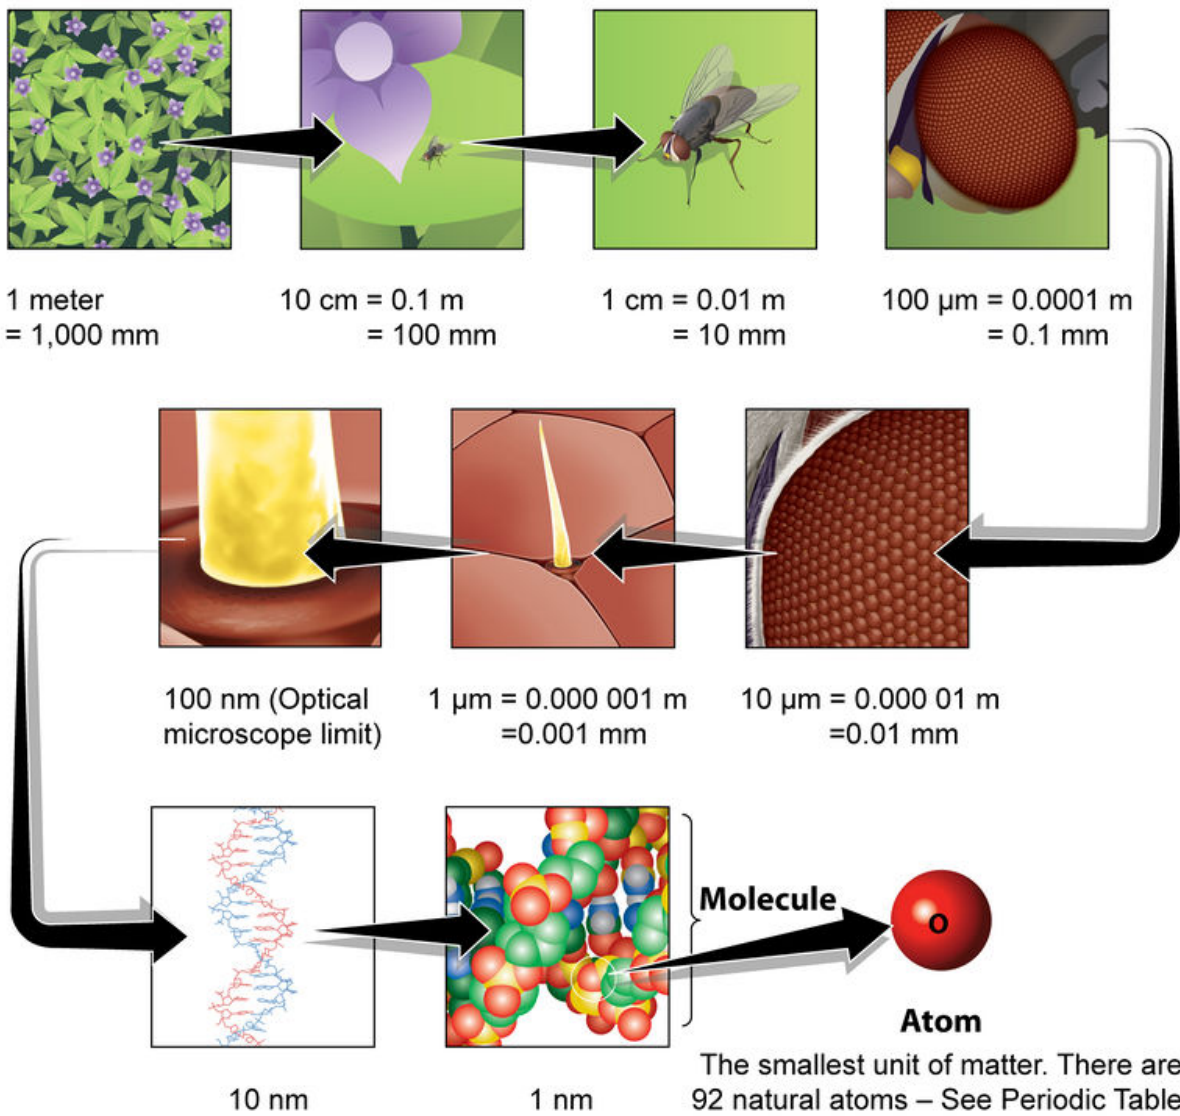 1 meter
= 1,000 mm
10 cm = 0.1 m
= 100 mm
1 cm = 0.01 m
= 10 mm
100 µm = 0.0001 m
= 0.1 mm
100 nm (Optical
microscope limit)
1 µm = 0.000 001 m
=0.001 mm
10 µm = 0.000 01 m
=0.01 mm
10 nm
1 nm
Molecule
O
Atom
The smallest unit of matter. There are
92 natural atoms – See Periodic Table